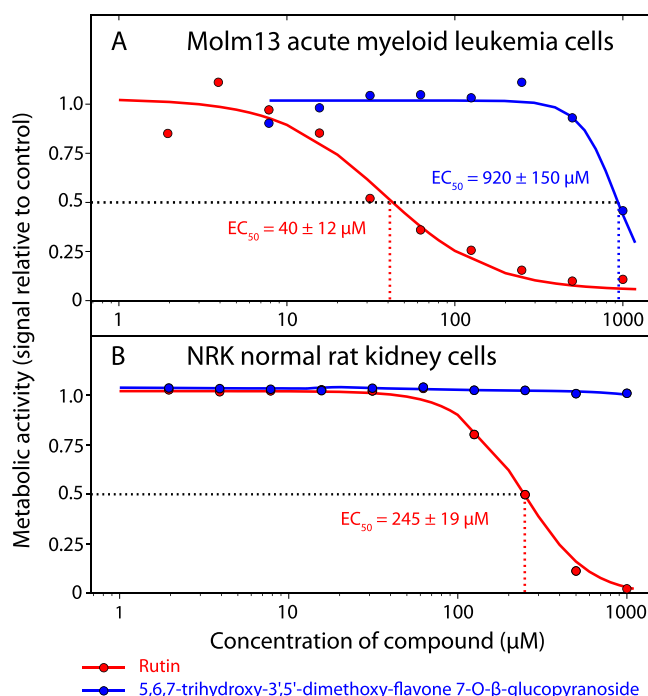 A Molm13 acute myeloid leukemia cells
1.0
0.75
EC50 = 920 ± 150 µM
0.5
EC50 = 40 ± 12 µM
0.25
0
1 10 100 1000
B NRK normal rat kidney cells
1.0
0.75
0.5
EC50 = 245 ± 19 µM
0.25
0
1 10 100 1000
Metabolic activity (signal relative to control)
Concentration of compound (µM)
Rutin
5,6,7-trihydroxy-3',5'-dimethoxy-flavone 7-O-β-glucopyranoside